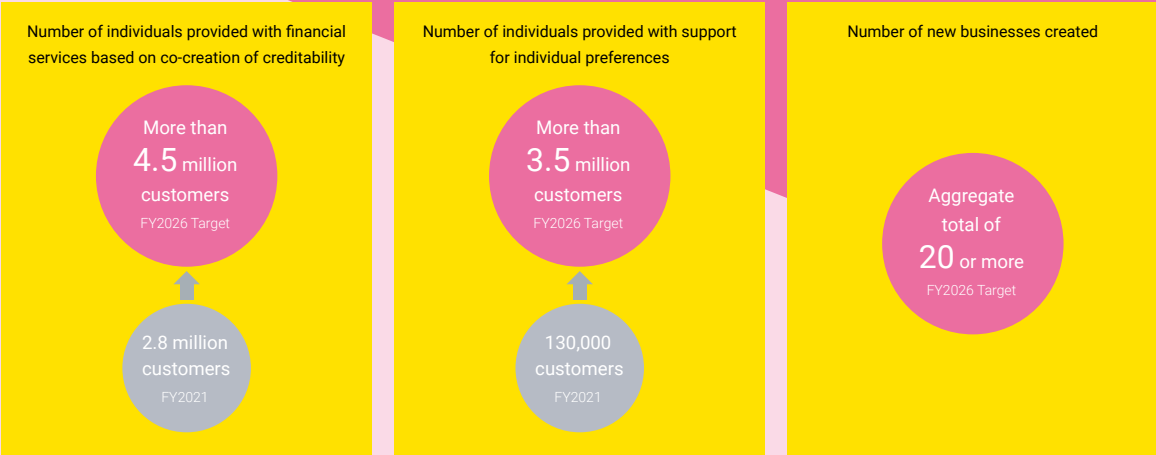 Number of individuals provided with financial
services based on co-creation of creditability
More than
4.5 million
customers
FY2026 Target
2.8 million
customers
FY2021
Number of individuals provided with support
for individual preferences
More than
3.5 million
customers
FY2026 Target
130,000
customers
FY2021
Number of new businesses created
Aggregate
total of
20 or more
FY2026 Target